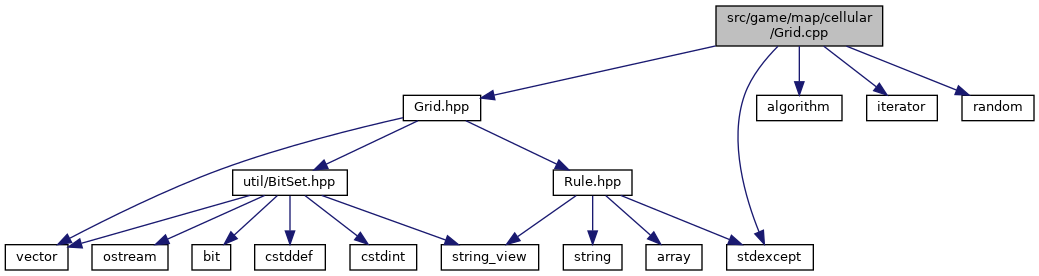 src/game/map/cellular
/Grid.cpp
Grid.hpp
algorithm
iterator
random
util/BitSet.hpp
Rule.hpp
vector
ostream
bit
cstddef
cstdint
string_view
string
array
stdexcept